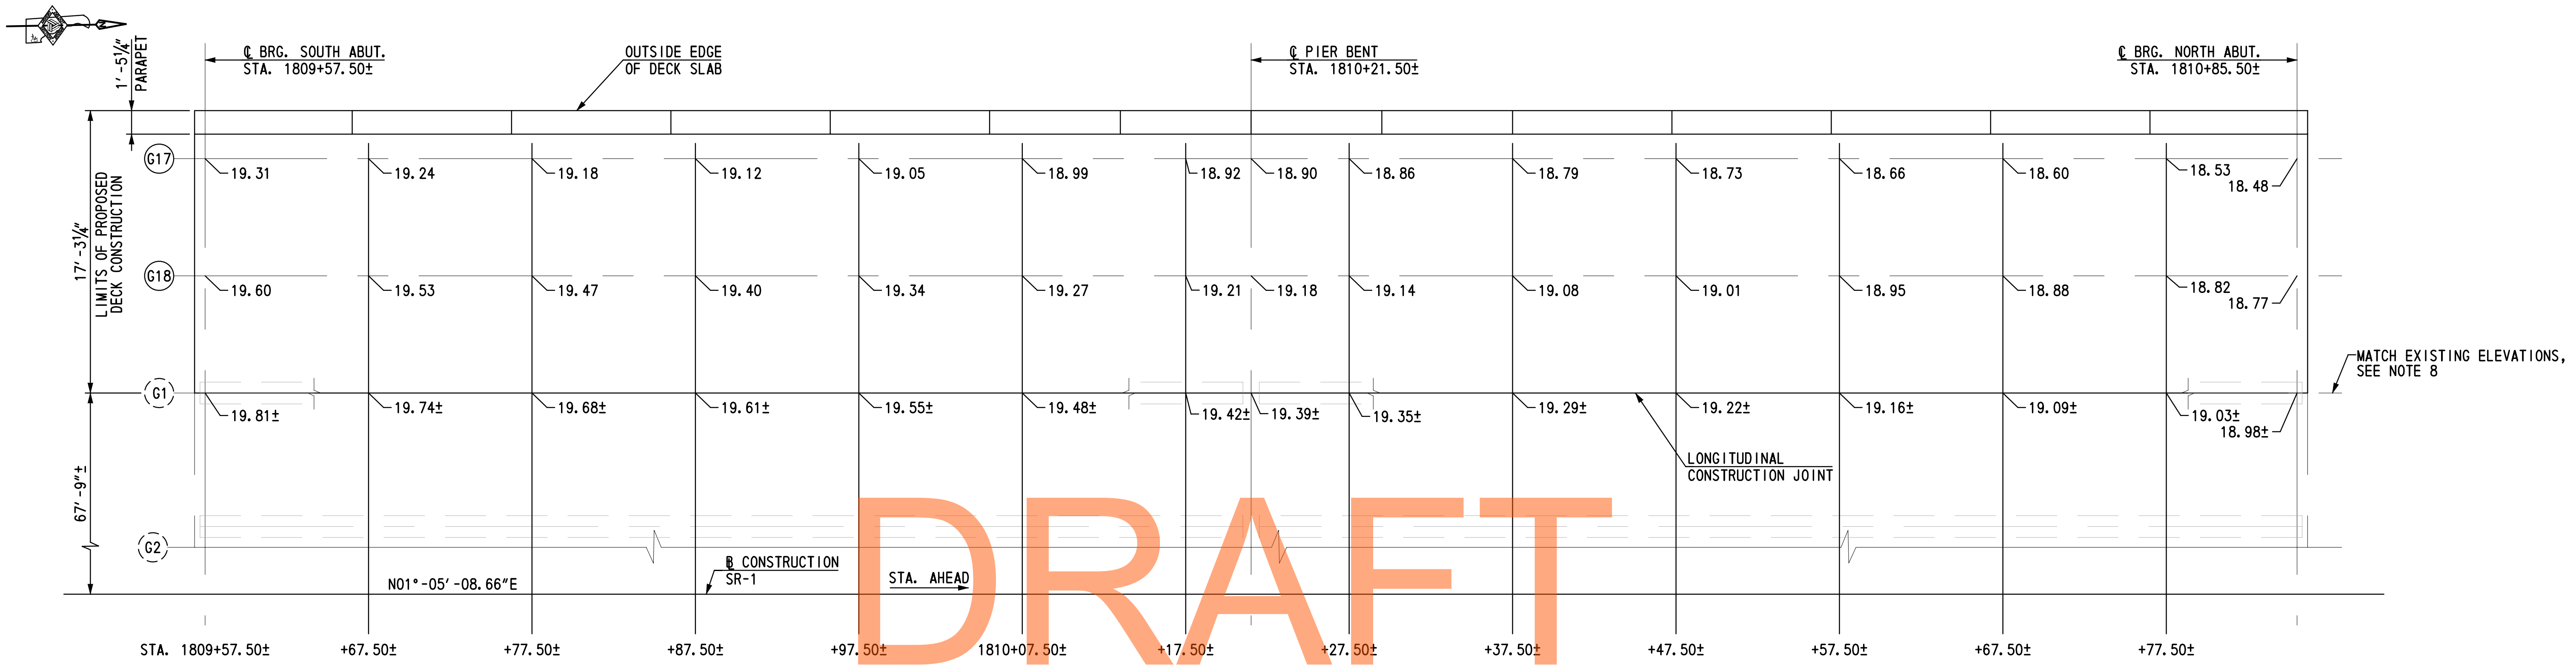 ℄ BRG. SOUTH ABUT.
STA. 1809+57.50±
OUTSIDE EDGE
OF DECK SLAB
℄ PIER BENT
STA. 1810+21.50±
℄ BRG. NORTH ABUT.
STA. 1810+85.50±
1'-5¼"
PARAPET
17'-3¼"
LIMITS OF PROPOSED
DECK CONSTRUCTION
G17
19.31 19.24 19.18 19.12 19.05 18.99 18.92 18.90 18.86 18.79 18.73 18.66 18.60 18.53
18.48
G18
19.60 19.53 19.47 19.40 19.34 19.27 19.21 19.18 19.14 19.08 19.01 18.95 18.88 18.82
18.77
MATCH EXISTING ELEVATIONS,
SEE NOTE 8
G1
19.81± 19.74± 19.68± 19.61± 19.55± 19.48± 19.42± 19.39± 19.35± 19.29± 19.22± 19.16± 19.09± 19.03±
18.98±
LONGITUDINAL
CONSTRUCTION JOINT
67'-9"±
G2
DRAFT
N01°-05'-08.66"E
B CONSTRUCTION
SR-1
STA. AHEAD
STA. 1809+57.50± +67.50± +77.50± +87.50± +97.50± 1810+07.50± +17.50± +27.50± +37.50± +47.50± +57.50± +67.50± +77.50±